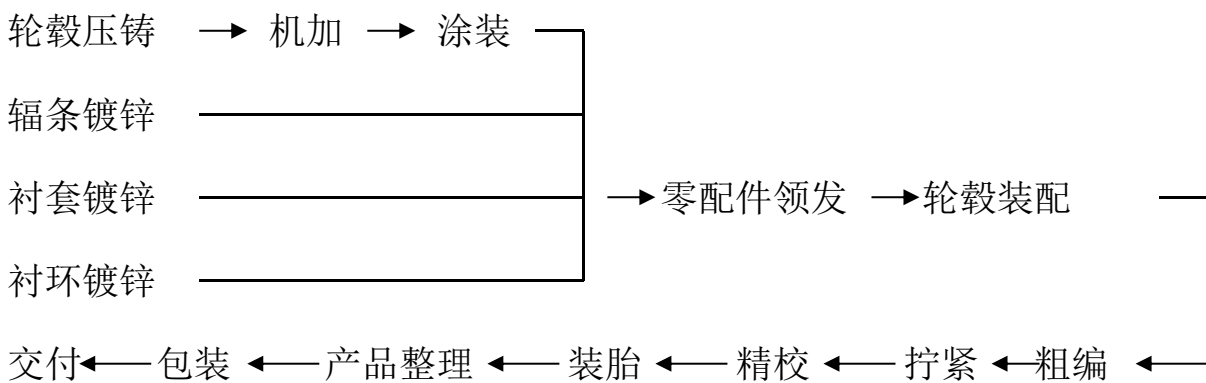 轮毂压铸 机加 涂装
辐条镀锌
衬套镀锌 零配件领发 轮毂装配
衬环镀锌
交付 包装 产品整理 装胎 精校 拧紧 粗编